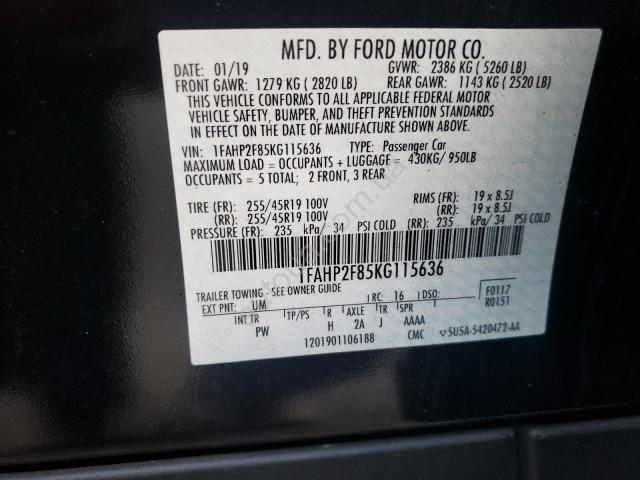 MFD. BY FORD MOTOR CO.
DATE: 01/19 GVWR: 2386 KG ( 5260 LB)
FRONT GAWR: 1279 KG ( 2820 LB) REAR GAWR: 1143 KG ( 2520 LB)
THIS VEHICLE CONFORMS TO ALL APPLICABLE FEDERAL MOTOR
VEHICLE SAFETY, BUMPER, AND THEFT PREVENTION STANDARDS
IN EFFECT ON THE DATE OF MANUFACTURE SHOWN ABOVE.
VIN: 1FAHP2F85KG115636 TYPE: Passenger Car
MAXIMUM LOAD = OCCUPANTS + LUGGAGE = 430KG/ 950LB
OCCUPANTS = 5 TOTAL; 2 FRONT, 3 REAR
TIRE (FR): 255/45R19 100V RIMS (FR): 19 x 8.5J
(RR): 255/45R19 100V (RR): 19 x 8.5J
PRESSURE (FR): 235 kPa/ 34 PSI COLD (RR): 235 kPa/ 34 PSI COLD
1FAHP2F85KG115636
TRAILER TOWING - SEE OWNER GUIDE
EXT PNT: UM RC: 16 DSO: F0117
R0151
INT TR TP/PS R AXLE TR SPR
PW H 2A J AAAA
1201901106188 CMC ▽5U5A-5420472-AA